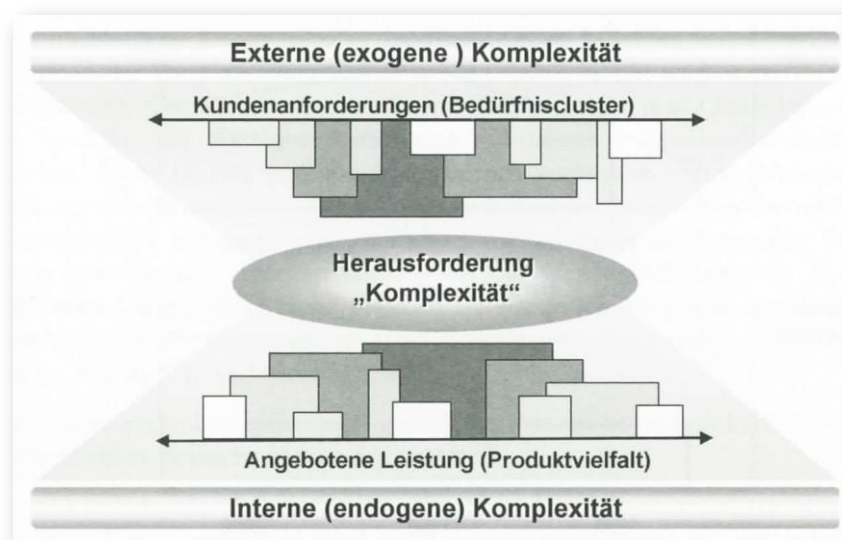 Externe (exogene ) Komplexität
Kundenanforderungen (Bedürfniscluster)
Herausforderung
„Komplexität“
Angebotene Leistung (Produktvielfalt)
Interne (endogene) Komplexität